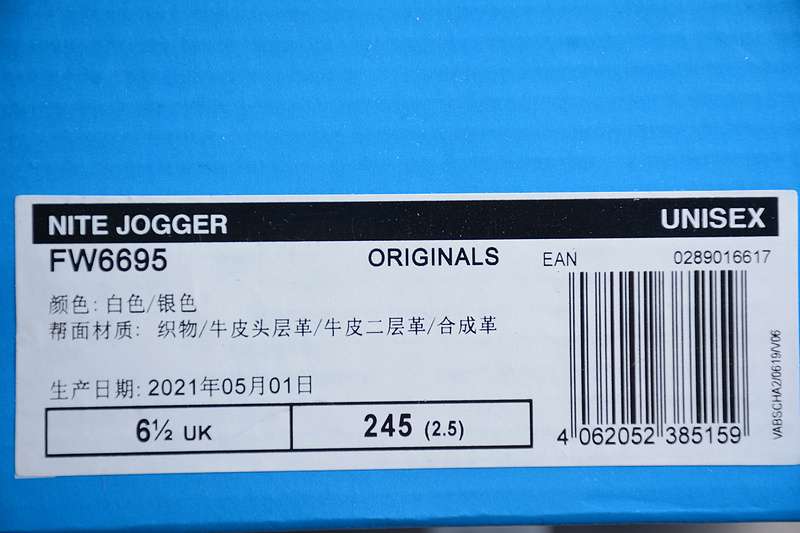 NITE JOGGER UNISEX
FW6695 ORIGINALS EAN 0289016617
颜色: 白色/银色
帮面材质: 织物/牛皮头层革/牛皮二层革/合成革
生产日期: 2021年05月01日
6½ UK 245 (2.5)
4 062052 385159
VABSCHA2/0619/V06